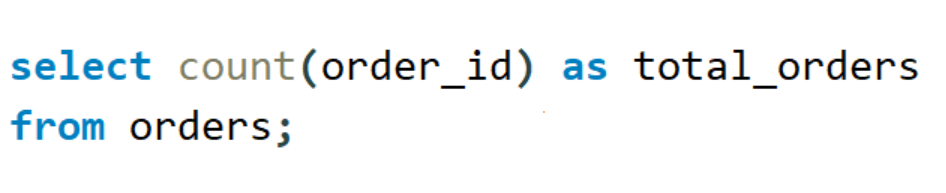 select count(order_id) as total_orders
from orders;